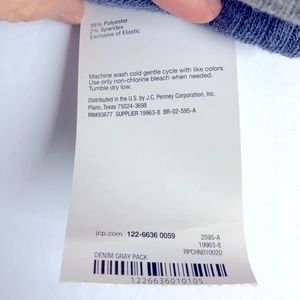 98% Polyester
2% Spandex
Exclusive of Elastic
Machine wash cold gentle cycle with like colors.
Use only non-chlorine bleach when needed.
Tumble dry low.
Distributed in the U.S. by J.C. Penney Corporation, Inc.
Plano, Texas 75024-3698
RN#93677 SUPPLIER 19963-8 BR-02-595-A
jcp.com 122-6636 0059 2595-A
19963-8
DENIM GRAY PACK RPCHN010020
1226636010105